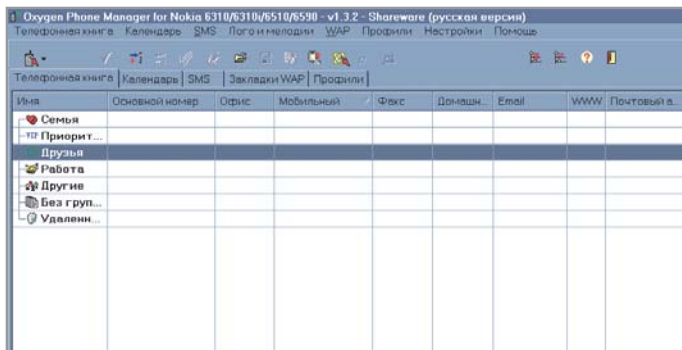 Oxygen Phone Manager for Nokia 6310/6310i/6510/6590 - v1.3.2 - Shareware (русская версия)
Телефонная книга Календарь SMS Лого и мелодии WAP Профили Настройки Помощь
Телефонная книга Календарь SMS Закладки WAP Профили
Имя Основной номер Офис Мобильный Факс Домашн... Email WWW Почтовый а...
Семья
VIP Приорит...
Друзья
Работа
Другие
Без груп...
Удаленн...